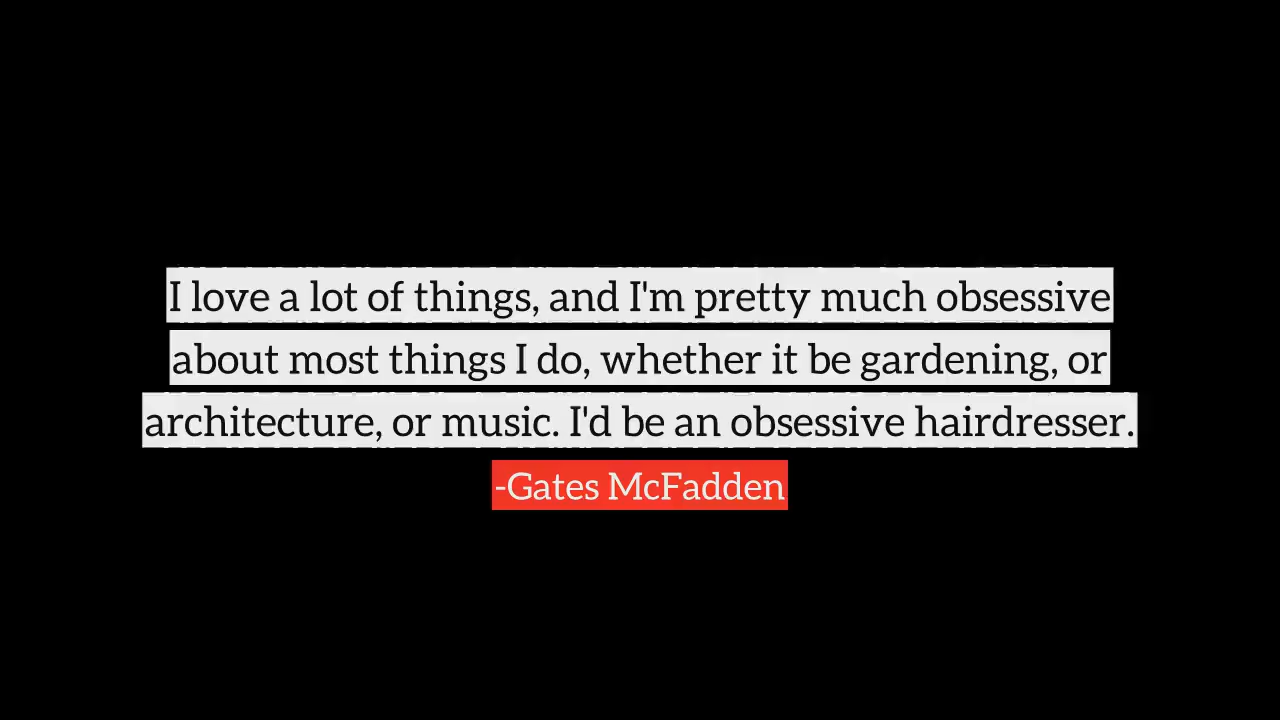 I love a lot of things, and I'm pretty much obsessive
about most things I do, whether it be gardening, or
architecture, or music. I'd be an obsessive hairdresser.
-Gates McFadden